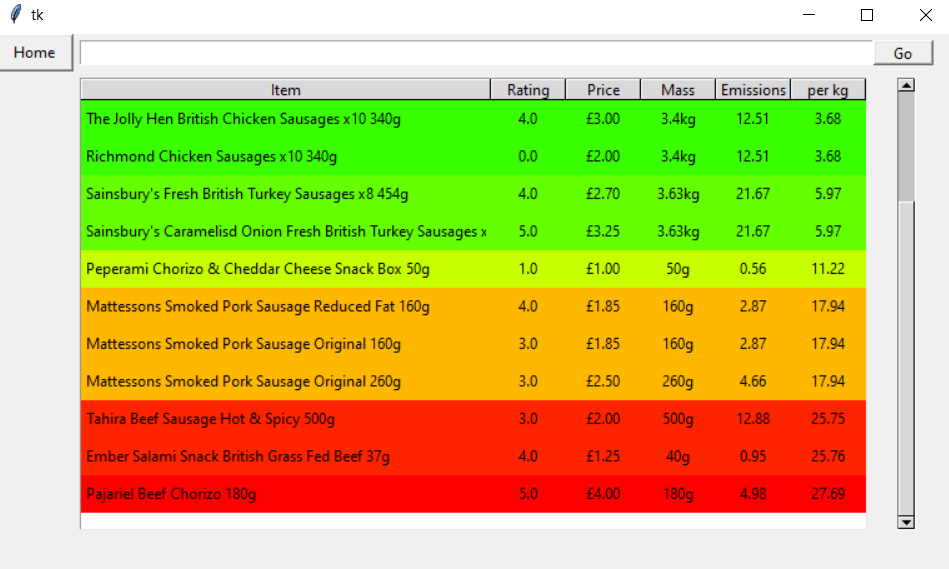 tk
Home Go
Item Rating Price Mass Emissions per kg
The Jolly Hen British Chicken Sausages x10 340g 4.0 £3.00 3.4kg 12.51 3.68
Richmond Chicken Sausages x10 340g 0.0 £2.00 3.4kg 12.51 3.68
Sainsbury's Fresh British Turkey Sausages x8 454g 4.0 £2.70 3.63kg 21.67 5.97
Sainsbury's Caramelisd Onion Fresh British Turkey Sausages x 5.0 £3.25 3.63kg 21.67 5.97
Peperami Chorizo & Cheddar Cheese Snack Box 50g 1.0 £1.00 50g 0.56 11.22
Mattessons Smoked Pork Sausage Reduced Fat 160g 4.0 £1.85 160g 2.87 17.94
Mattessons Smoked Pork Sausage Original 160g 3.0 £1.85 160g 2.87 17.94
Mattessons Smoked Pork Sausage Original 260g 3.0 £2.50 260g 4.66 17.94
Tahira Beef Sausage Hot & Spicy 500g 3.0 £2.00 500g 12.88 25.75
Ember Salami Snack British Grass Fed Beef 37g 4.0 £1.25 40g 0.95 25.76
Pajariel Beef Chorizo 180g 5.0 £4.00 180g 4.98 27.69